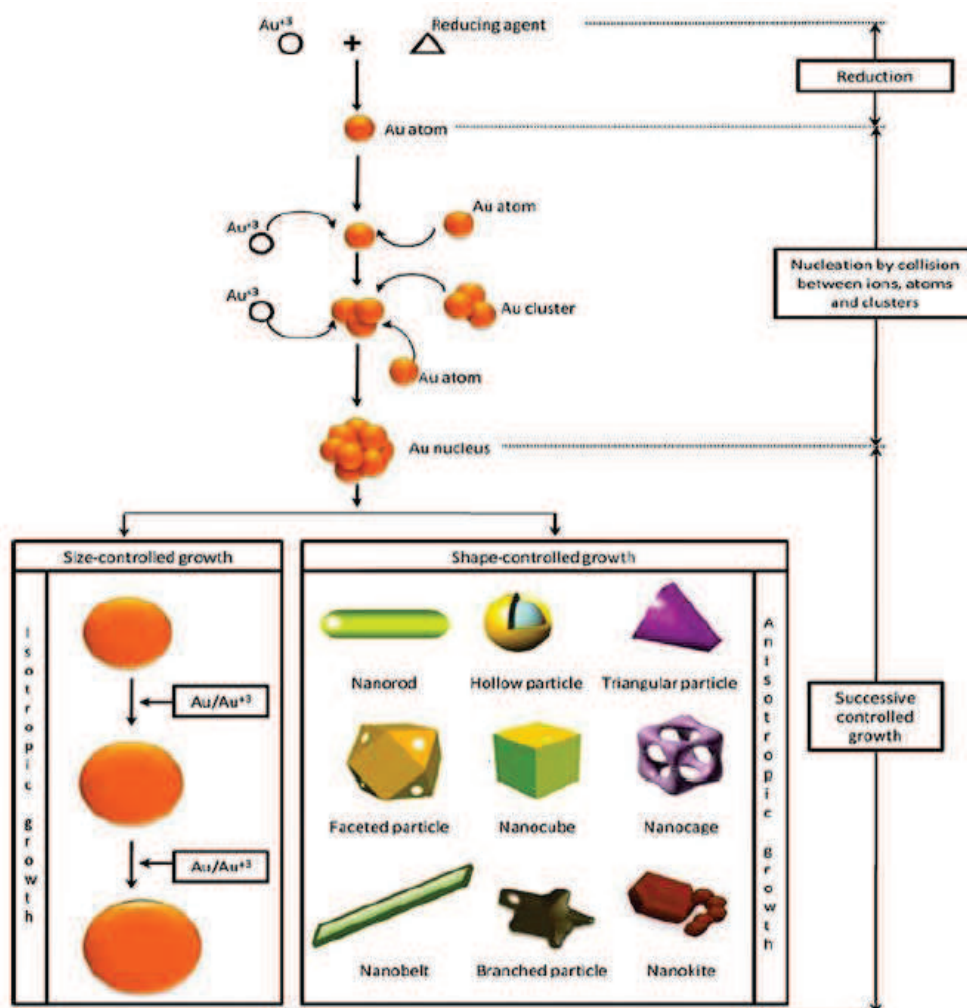 Au+3
+
Reducing agent
Reduction
Au atom
Au atom
Au+3
Nucleation by collision
between ions, atoms
and clusters
Au+3
Au cluster
Au atom
Au nucleus
Size-controlled growth
Shape-controlled growth
Isotropic growth
Anisotropic growth
Nanorod
Hollow particle
Triangular particle
Au/Au+3
Successive
controlled
growth
Faceted particle
Nanocube
Nanocage
Au/Au+3
Nanobelt
Branched particle
Nanokite